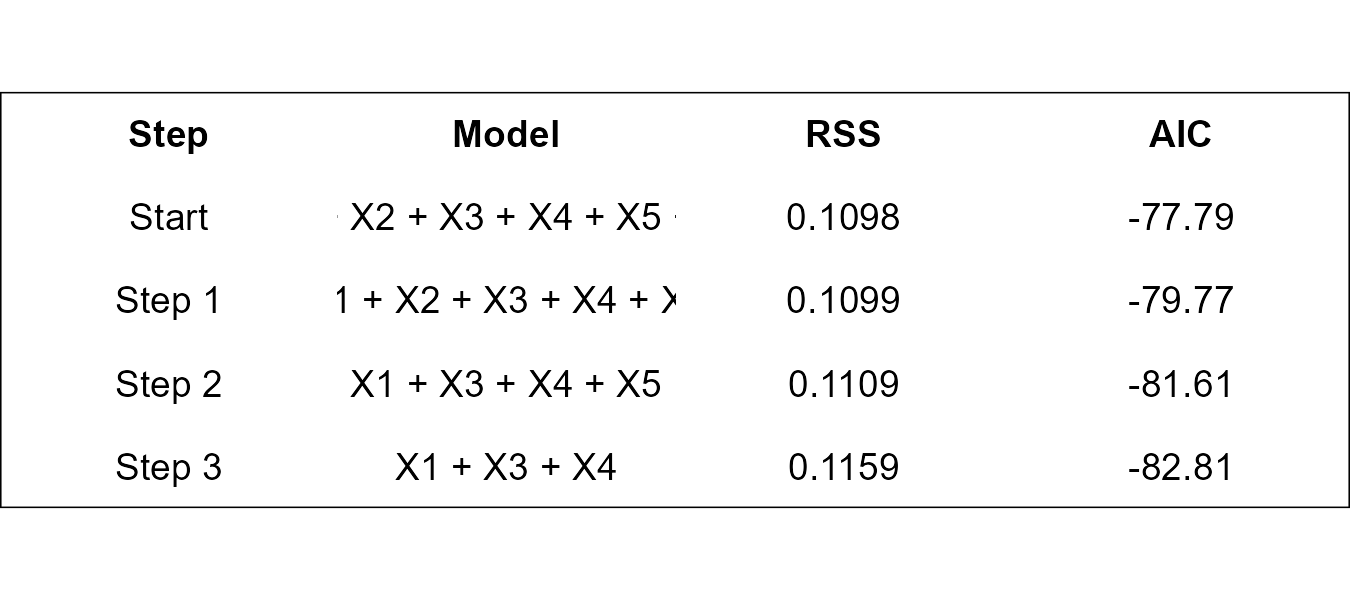 Step Model RSS AIC
Start X2 + X3 + X4 + X5 0.1098 -77.79
Step 1 1 + X2 + X3 + X4 + X 0.1099 -79.77
Step 2 X1 + X3 + X4 + X5 0.1109 -81.61
Step 3 X1 + X3 + X4 0.1159 -82.81